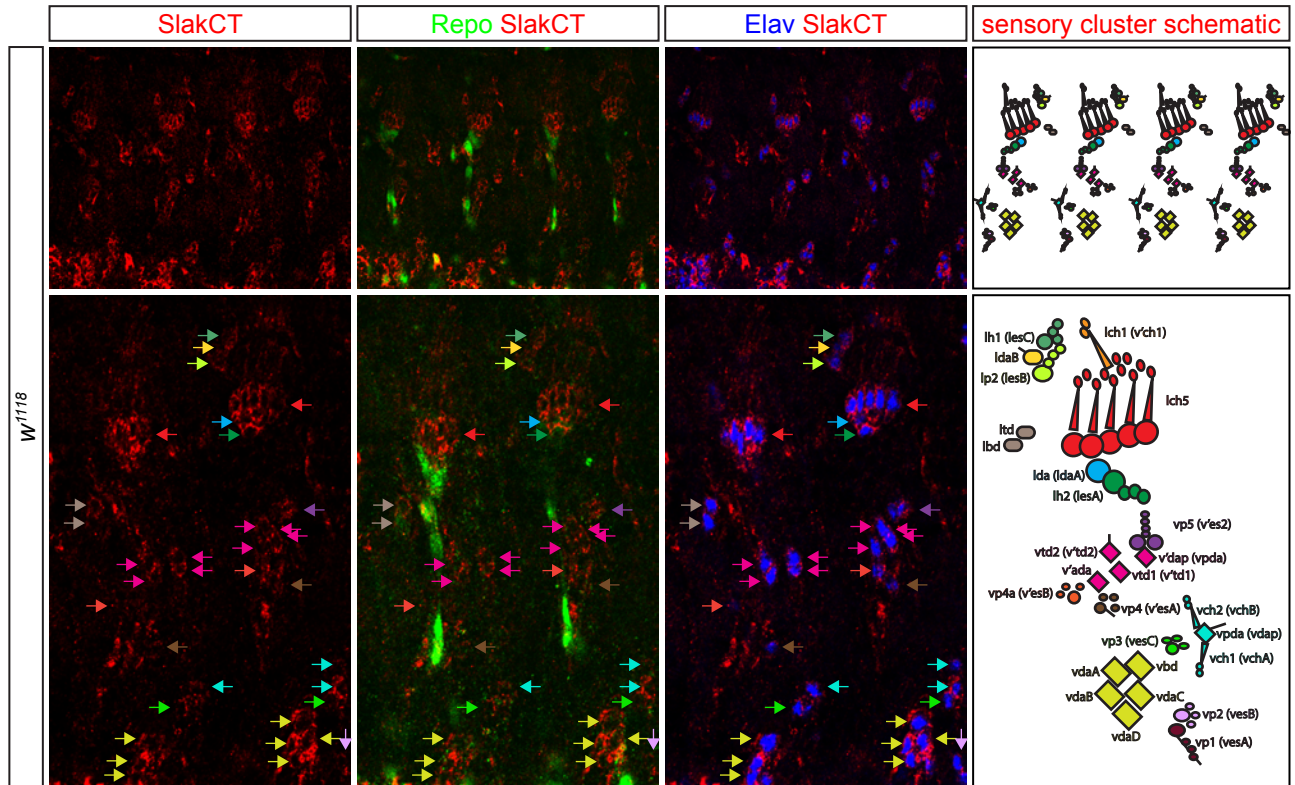 SlakCT
Repo SlakCT
Elav SlakCT
sensory cluster schematic
w1118
lh1 (lesC)
ldaB
lp2 (lesB)
lch1 (v'ch1)
lch5
ltd
lbd
lda (ldaA)
lh2 (lesA)
vp5 (v'es2)
vtd2 (v'td2)
v'dap (vpda)
v'ada
vtd1 (v'td1)
vp4a (v'esB)
vp4 (v'esA)
vch2 (vchB)
vpda (vdap)
vp3 (vesC)
vch1 (vchA)
vdaA
vbd
vdaB
vdaC
vdaD
vp2 (vesB)
vp1 (vesA)